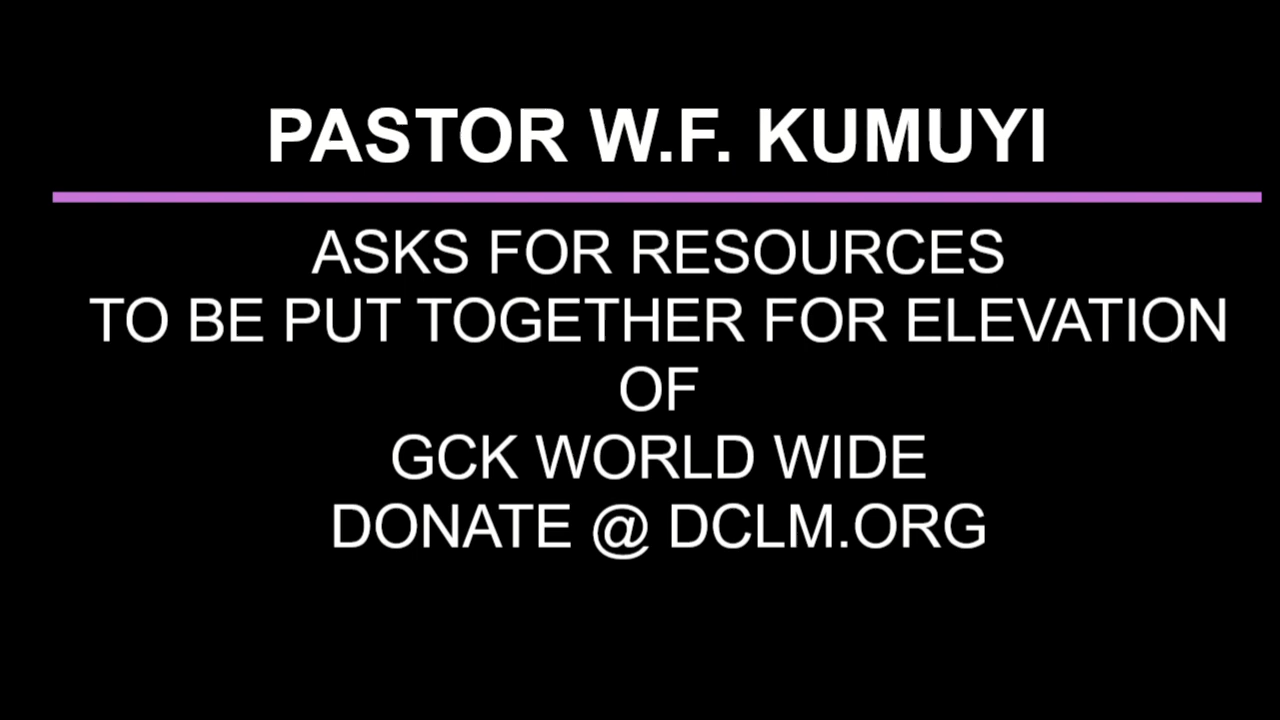 PASTOR W.F. KUMUYI
ASKS FOR RESOURCES
TO BE PUT TOGETHER FOR ELEVATION
OF
GCK WORLD WIDE
DONATE @ DCLM.ORG